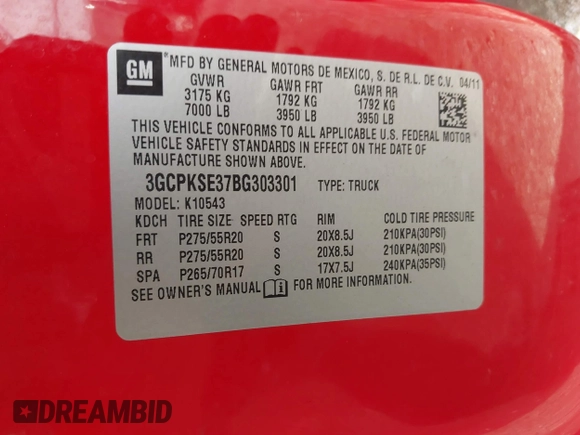 GM
MFD BY GENERAL MOTORS DE MEXICO, S. DE R.L. DE C.V. 04/11
GVWR GAWR FRT GAWR RR
3175 KG 1792 KG 1792 KG
7000 LB 3950 LB 3950 LB
THIS VEHICLE CONFORMS TO ALL APPLICABLE U.S. FEDERAL MOTOR
VEHICLE SAFETY STANDARDS IN EFFECT ON THE DATE OF
MANUFACTURE SHOWN ABOVE.
3GCPKSE37BG303301 TYPE: TRUCK
MODEL: K10543
KDCH TIRE SIZE SPEED RTG RIM COLD TIRE PRESSURE
FRT P275/55R20 S 20X8.5J 210KPA(30PSI)
RR P275/55R20 S 20X8.5J 210KPA(30PSI)
SPA P265/70R17 S 17X7.5J 240KPA(35PSI)
SEE OWNER'S MANUAL FOR MORE INFORMATION.
DREAMBID